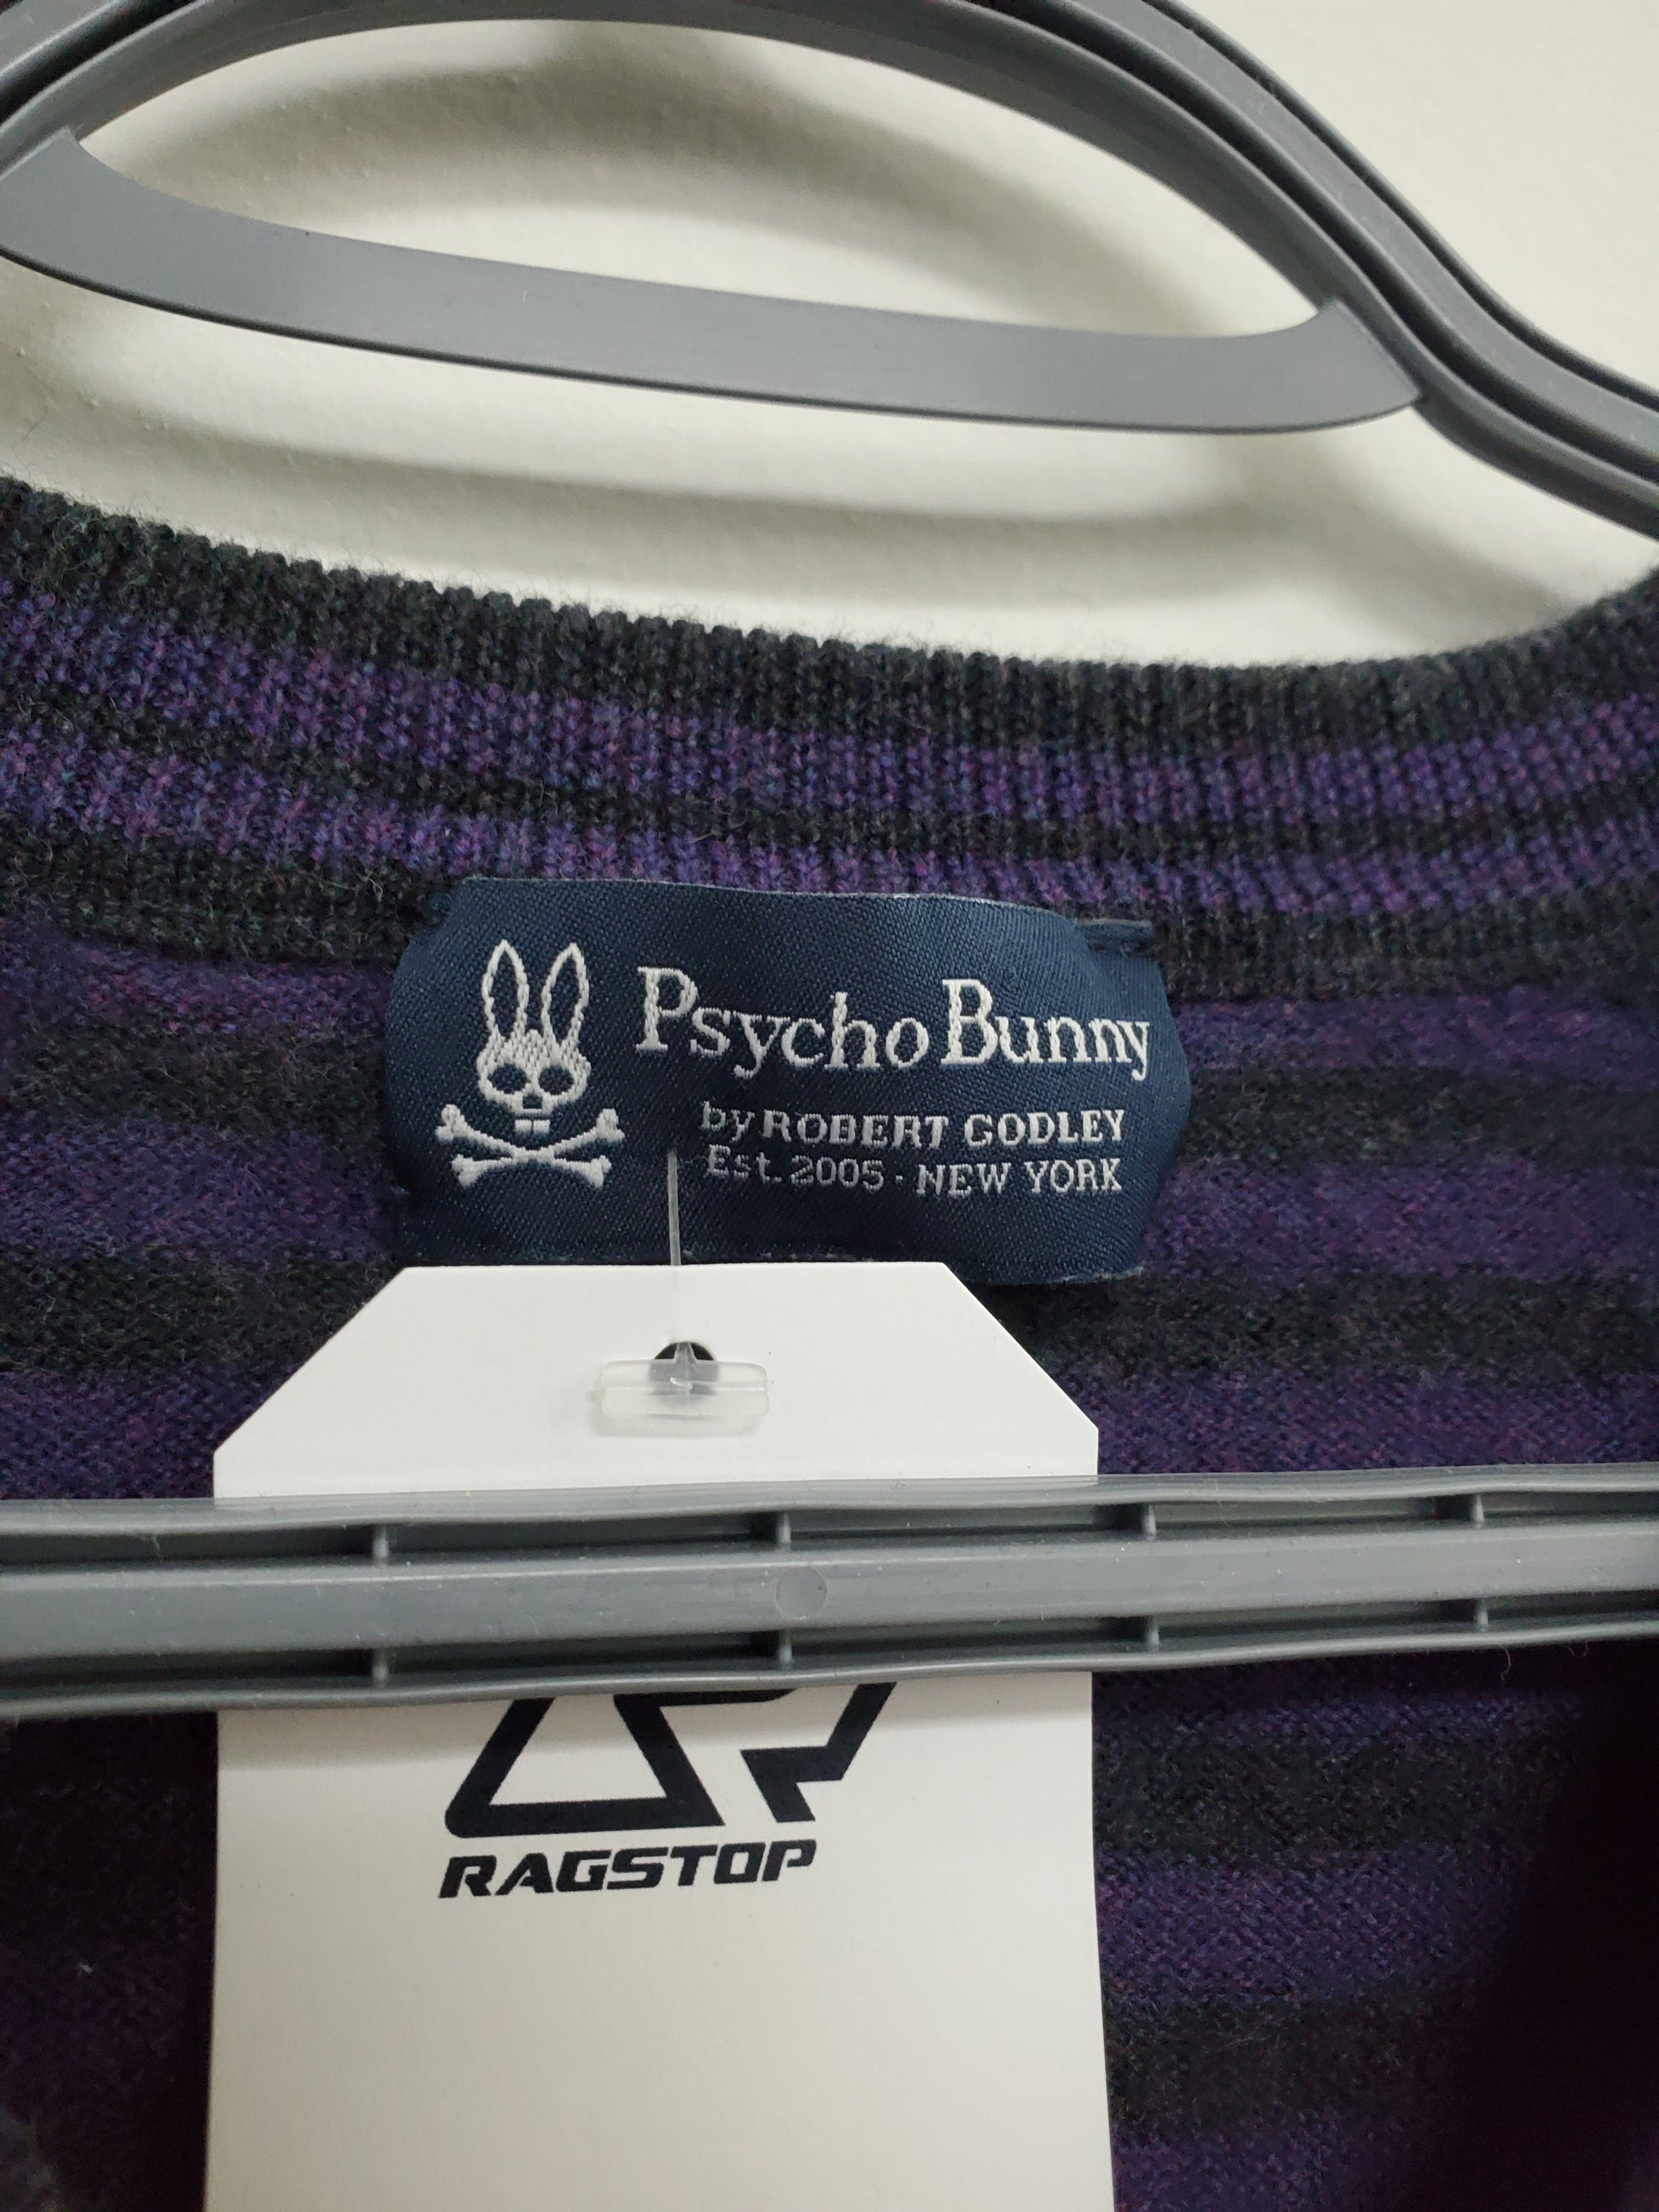 Psycho Bunny
by ROBERT GODLEY
Est. 2005 · NEW YORK
RAGSTOP